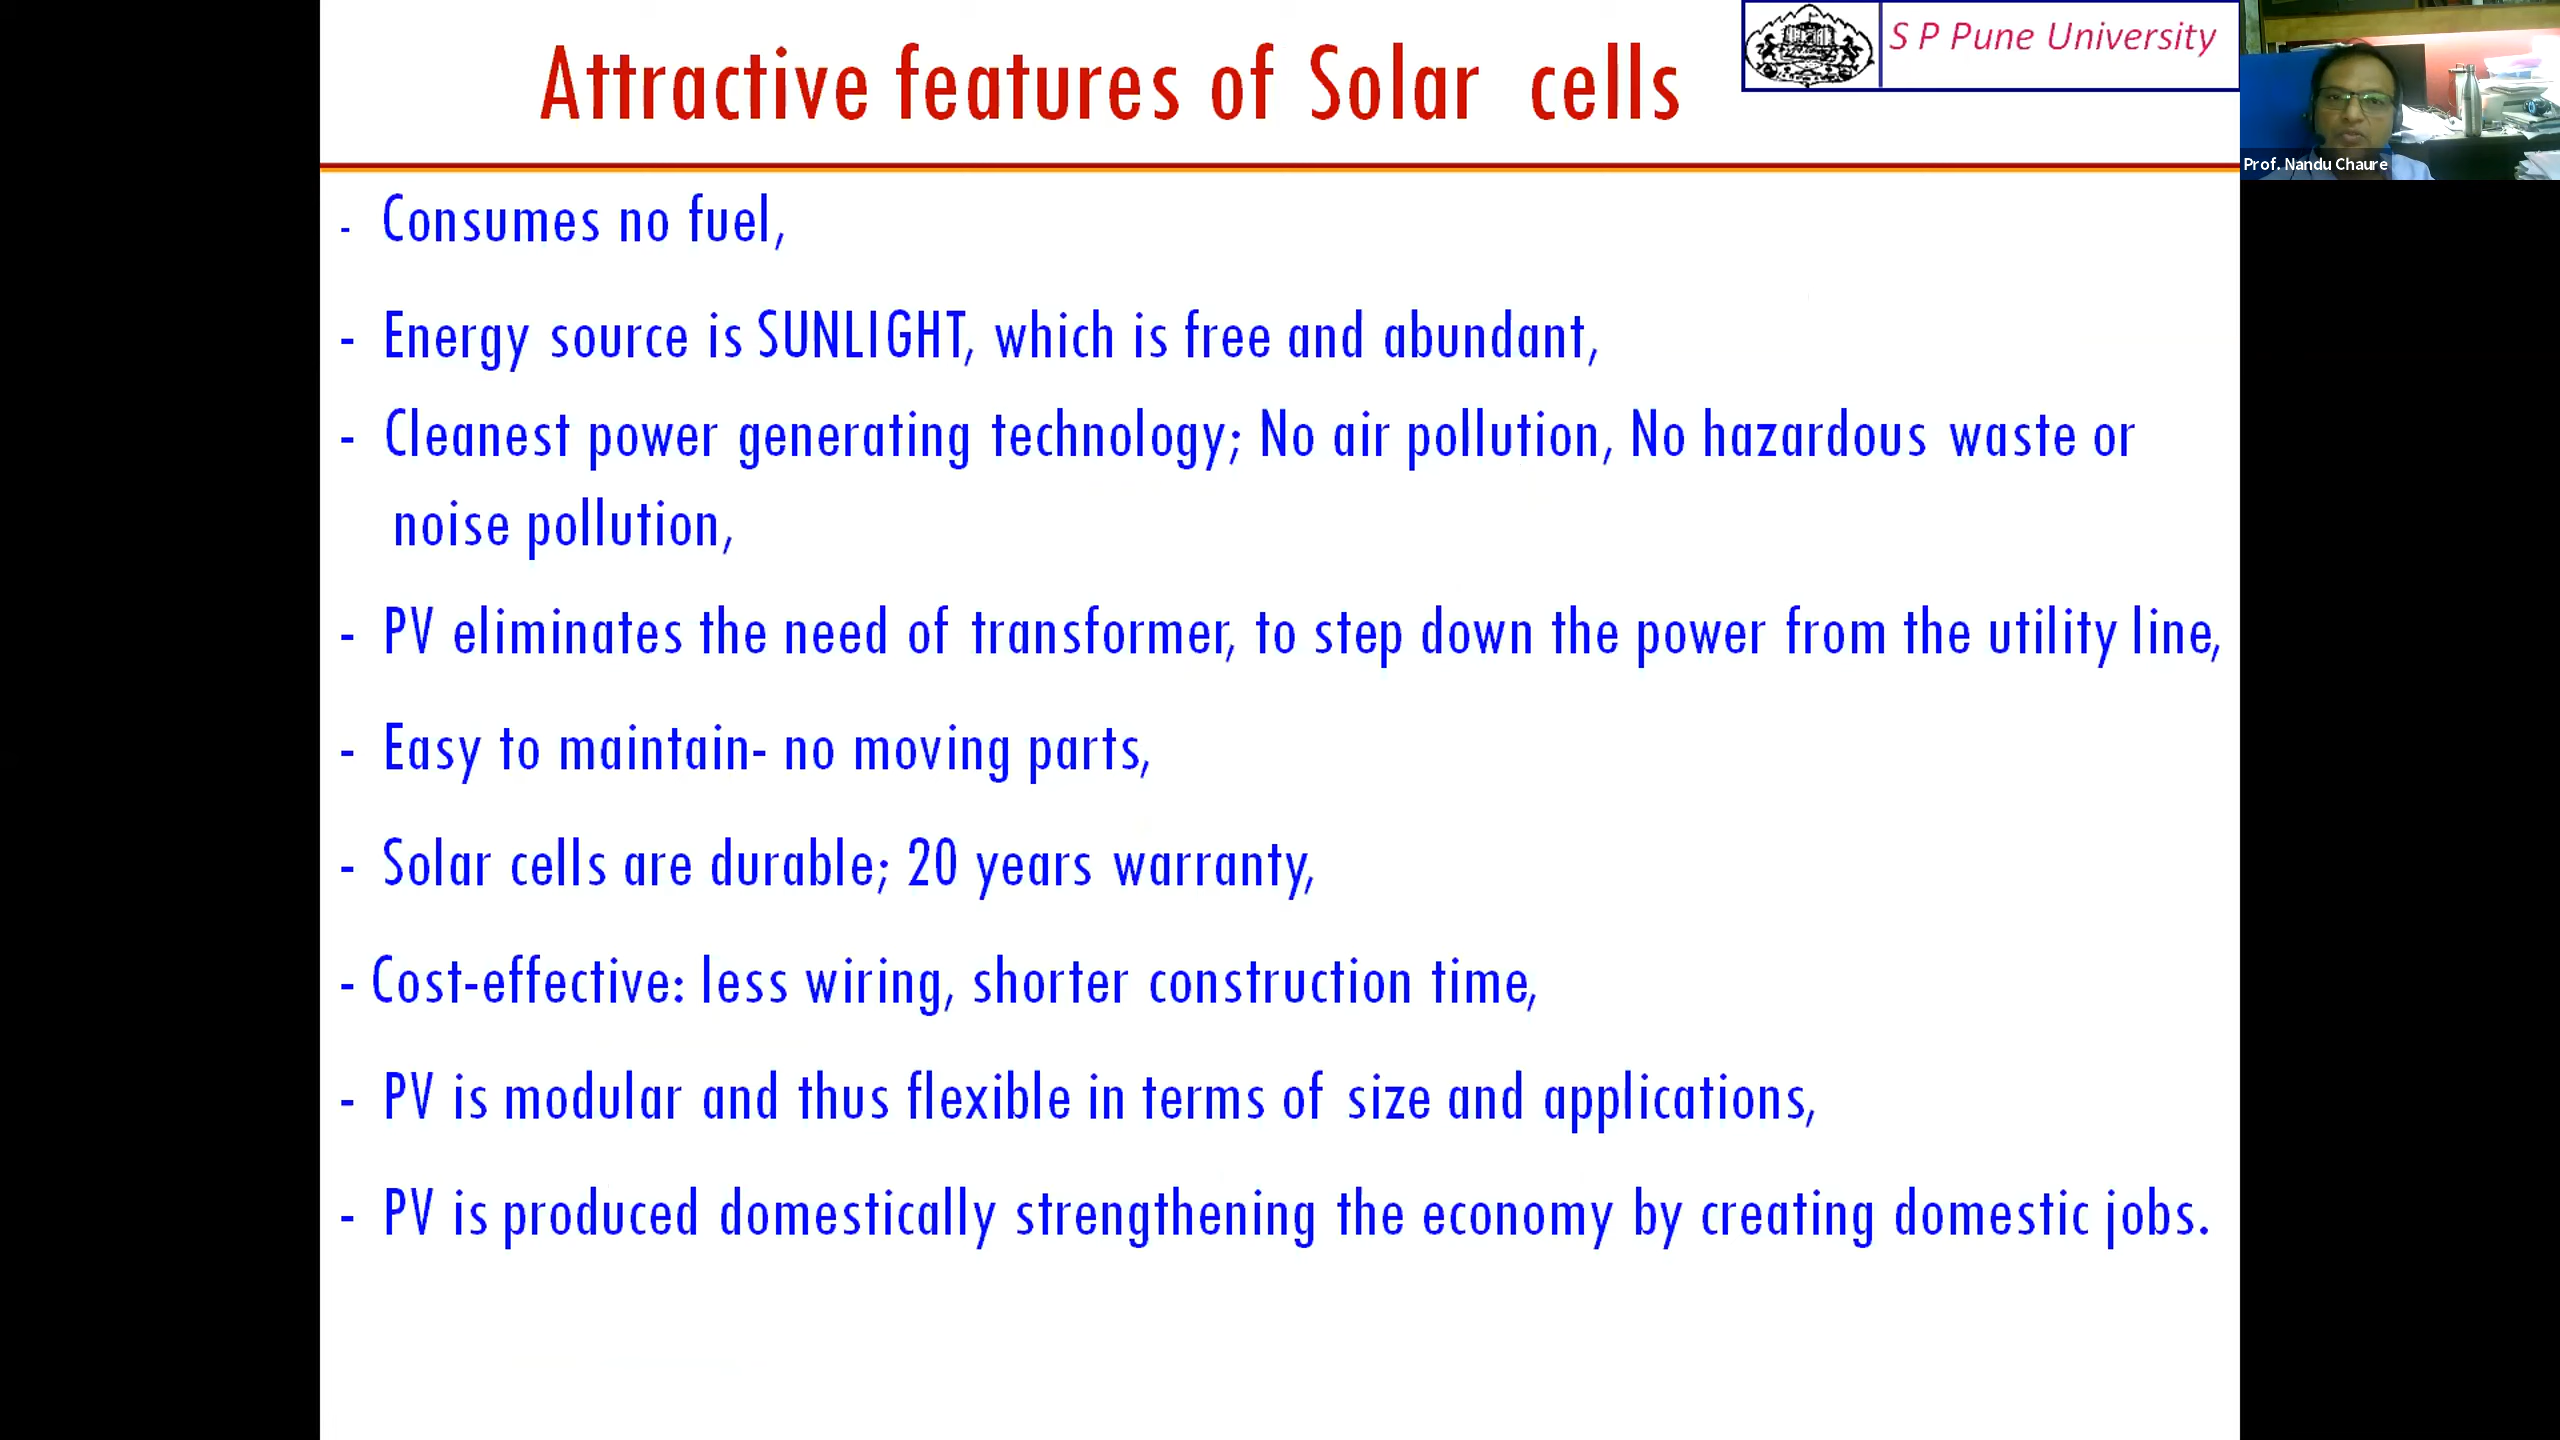 Attractive features of Solar cells
S P Pune University
Prof. Nandu Chaure
- Consumes no fuel,
- Energy source is SUNLIGHT, which is free and abundant,
- Cleanest power generating technology; No air pollution, No hazardous waste or
noise pollution,
- PV eliminates the need of transformer, to step down the power from the utility line,
- Easy to maintain- no moving parts,
- Solar cells are durable; 20 years warranty,
- Cost-effective: less wiring, shorter construction time,
- PV is modular and thus flexible in terms of size and applications,
- PV is produced domestically strengthening the economy by creating domestic jobs.